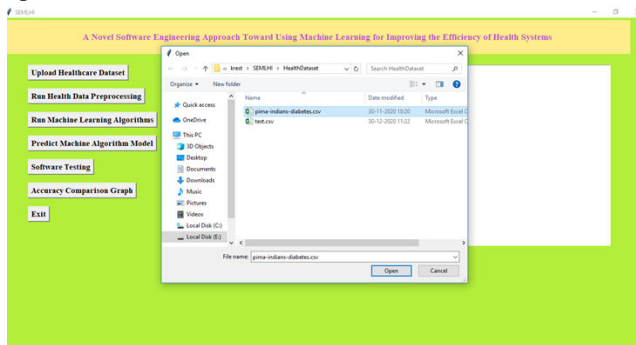 SEMLHI
A Novel Software Engineering Approach Toward Using Machine Learning for Improving the Efficiency of Health Systems
Upload Healthcare Dataset
Run Health Data Preprocessing
Run Machine Learning Algorithms
Predict Machine Algorithm Model
Software Testing
Accuracy Comparison Graph
Exit
Open
« krest > SEMLHI > HealthDataset
Search HealthDataset
Organize
New folder
Quick access
OneDrive
This PC
3D Objects
Desktop
Documents
Downloads
Music
Pictures
Videos
Local Disk (C:)
Local Disk (E:)
Name Date modified Type
pima-indians-diabetes.csv 30-11-2020 10:20 Microsoft Excel C
test.csv 30-12-2020 11:22 Microsoft Excel C
File name: pima-indians-diabetes.csv
Open Cancel